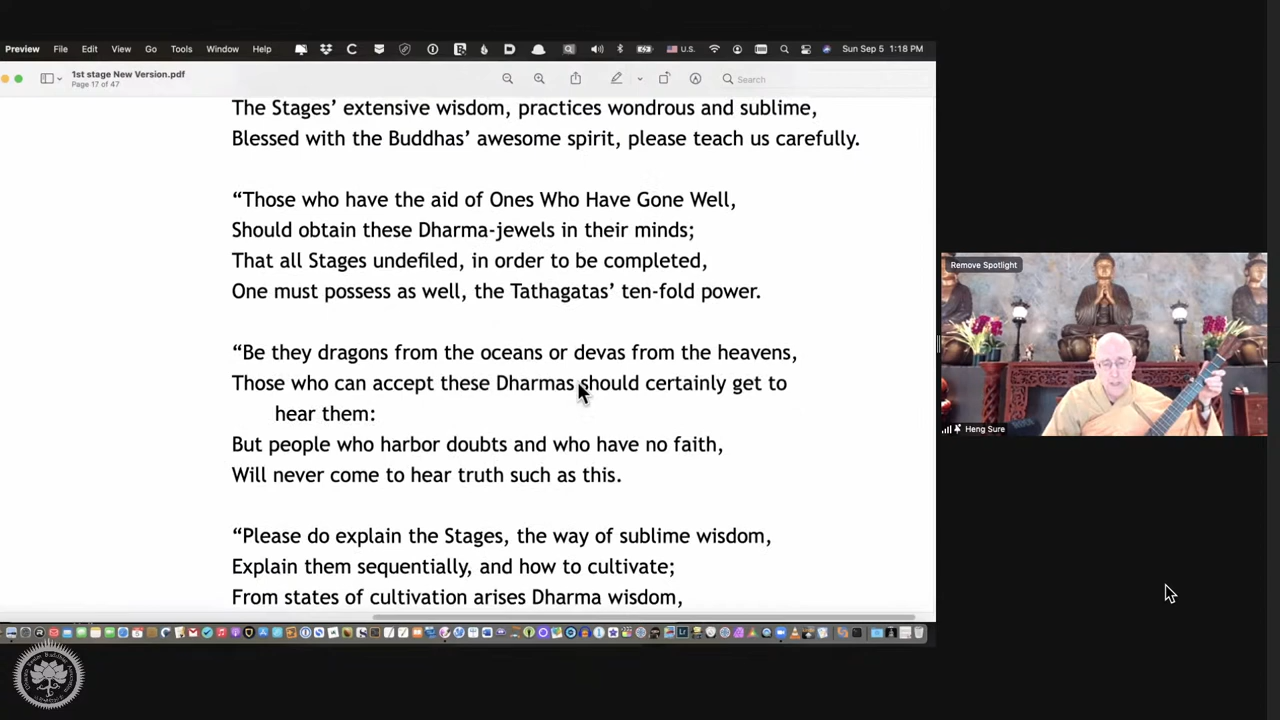 Preview File Edit View Go Tools Window Help U.S. Sun Sep 5 1:18 PM
1st stage New Version.pdf
Page 17 of 47
Search
The Stages’ extensive wisdom, practices wondrous and sublime,
Blessed with the Buddhas’ awesome spirit, please teach us carefully.
“Those who have the aid of Ones Who Have Gone Well,
Should obtain these Dharma-jewels in their minds;
That all Stages undefiled, in order to be completed,
One must possess as well, the Tathagatas’ ten-fold power.
“Be they dragons from the oceans or devas from the heavens,
Those who can accept these Dharmas should certainly get to
hear them:
But people who harbor doubts and who have no faith,
Will never come to hear truth such as this.
“Please do explain the Stages, the way of sublime wisdom,
Explain them sequentially, and how to cultivate;
From states of cultivation arises Dharma wisdom,
Remove Spotlight
Heng Sure